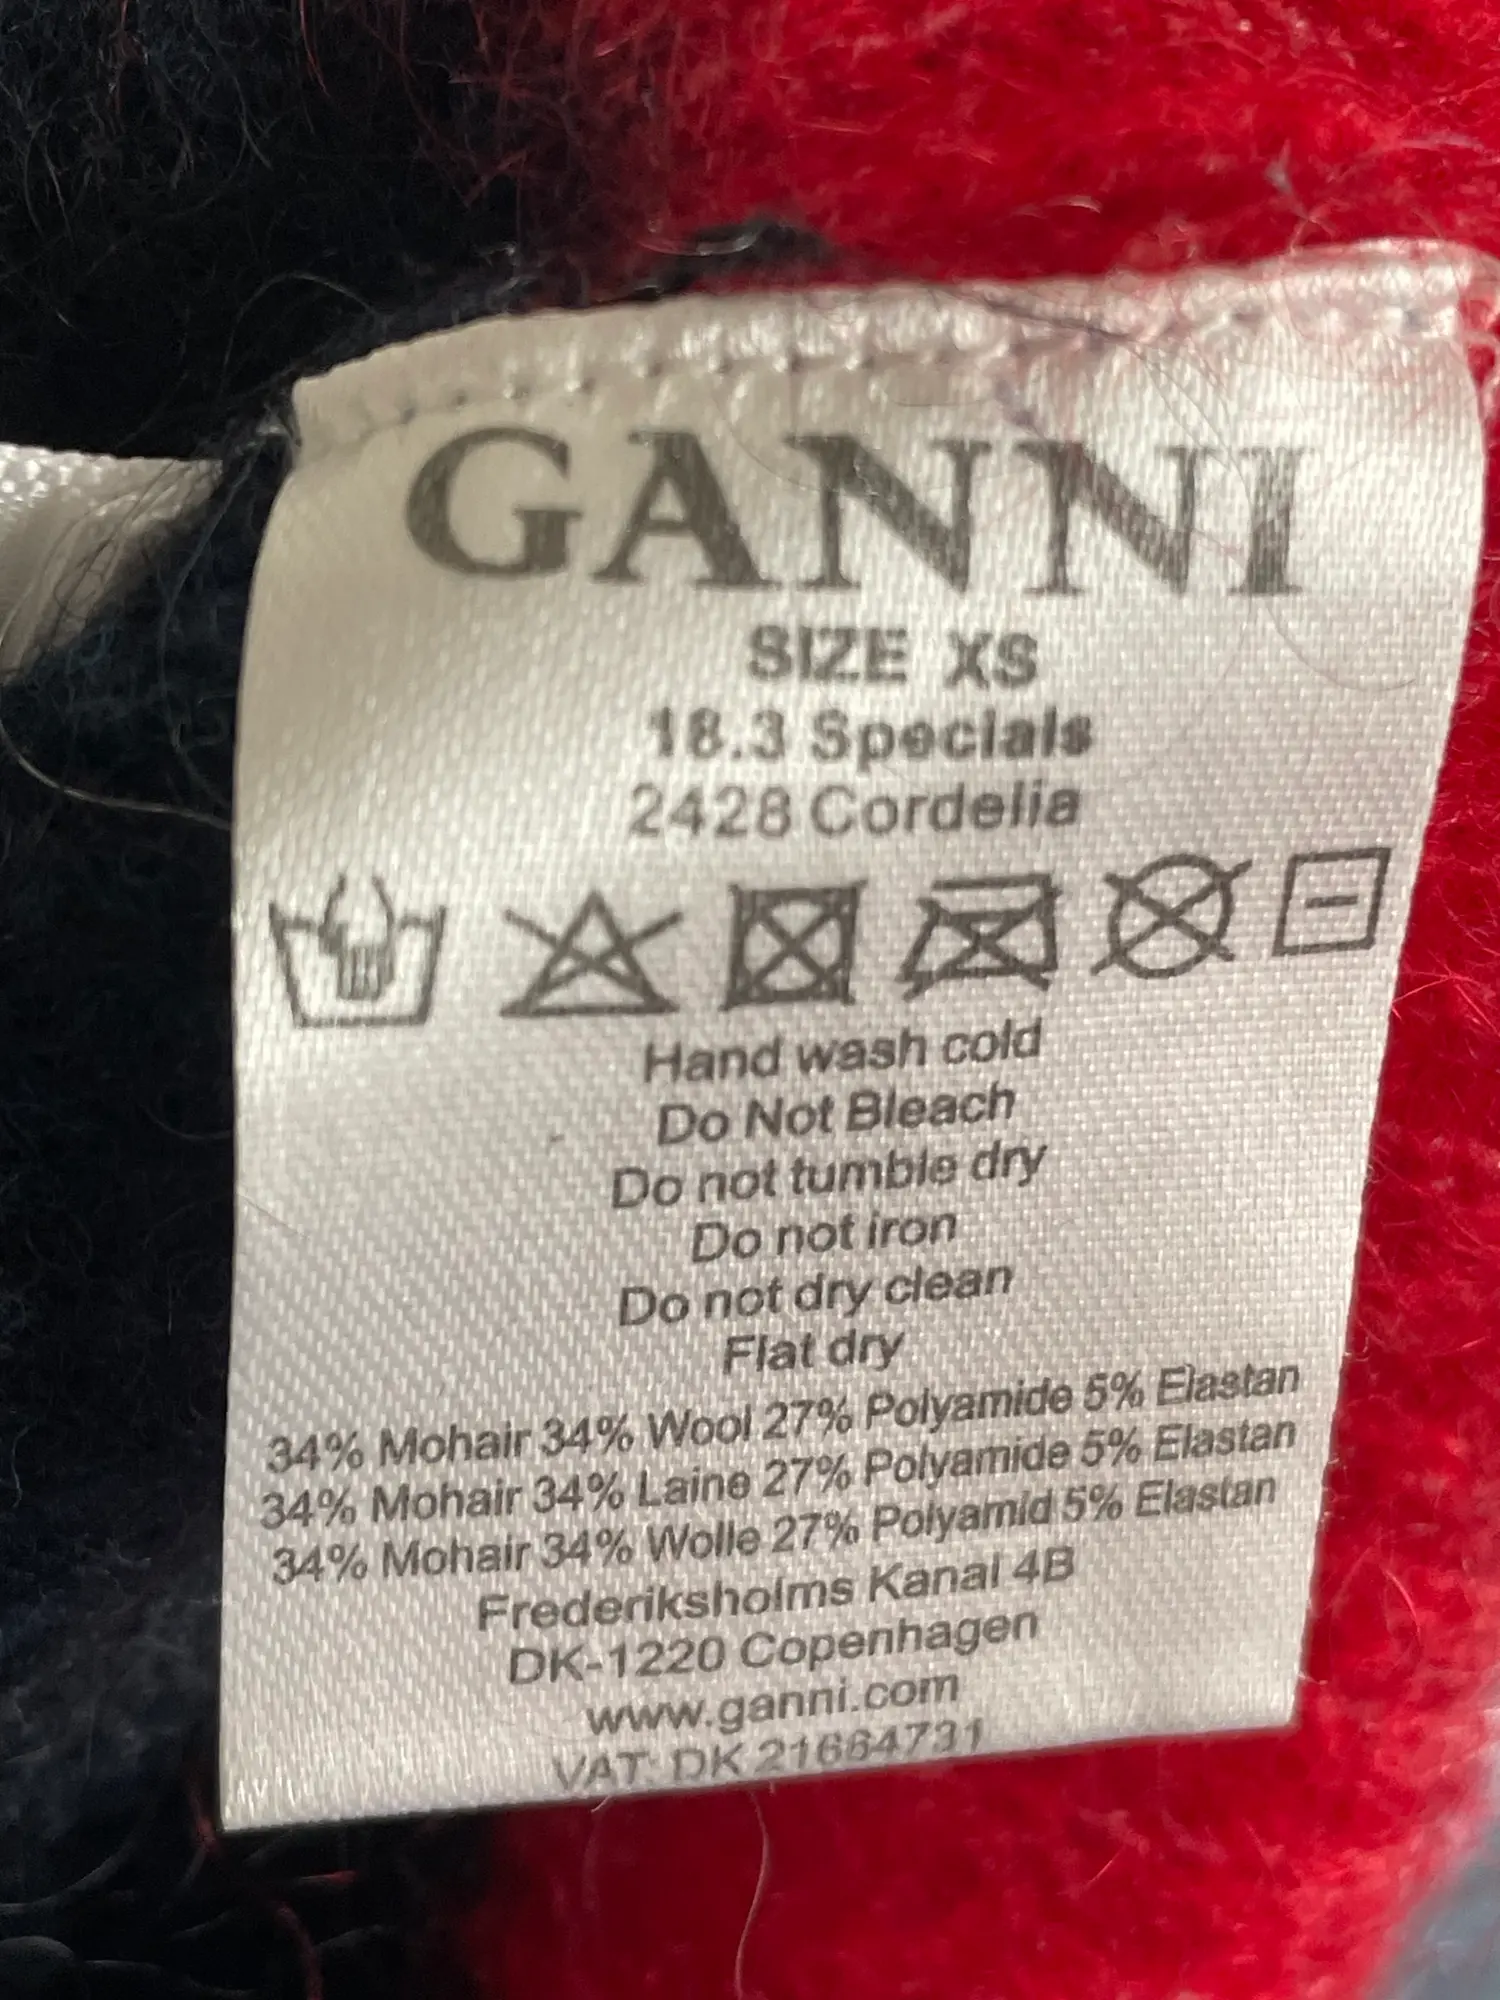 GANNI
SIZE XS
18.3 Specials
2428 Cordelia
Hand wash cold
Do Not Bleach
Do not tumble dry
Do not iron
Do not dry clean
Flat dry
34% Mohair 34% Wool 27% Polyamide 5% Elastan
34% Mohair 34% Laine 27% Polyamide 5% Elastan
34% Mohair 34% Wolle 27% Polyamid 5% Elastan
Frederiksholms Kanal 4B
DK-1220 Copenhagen
www.ganni.com
VAT: DK 21664731